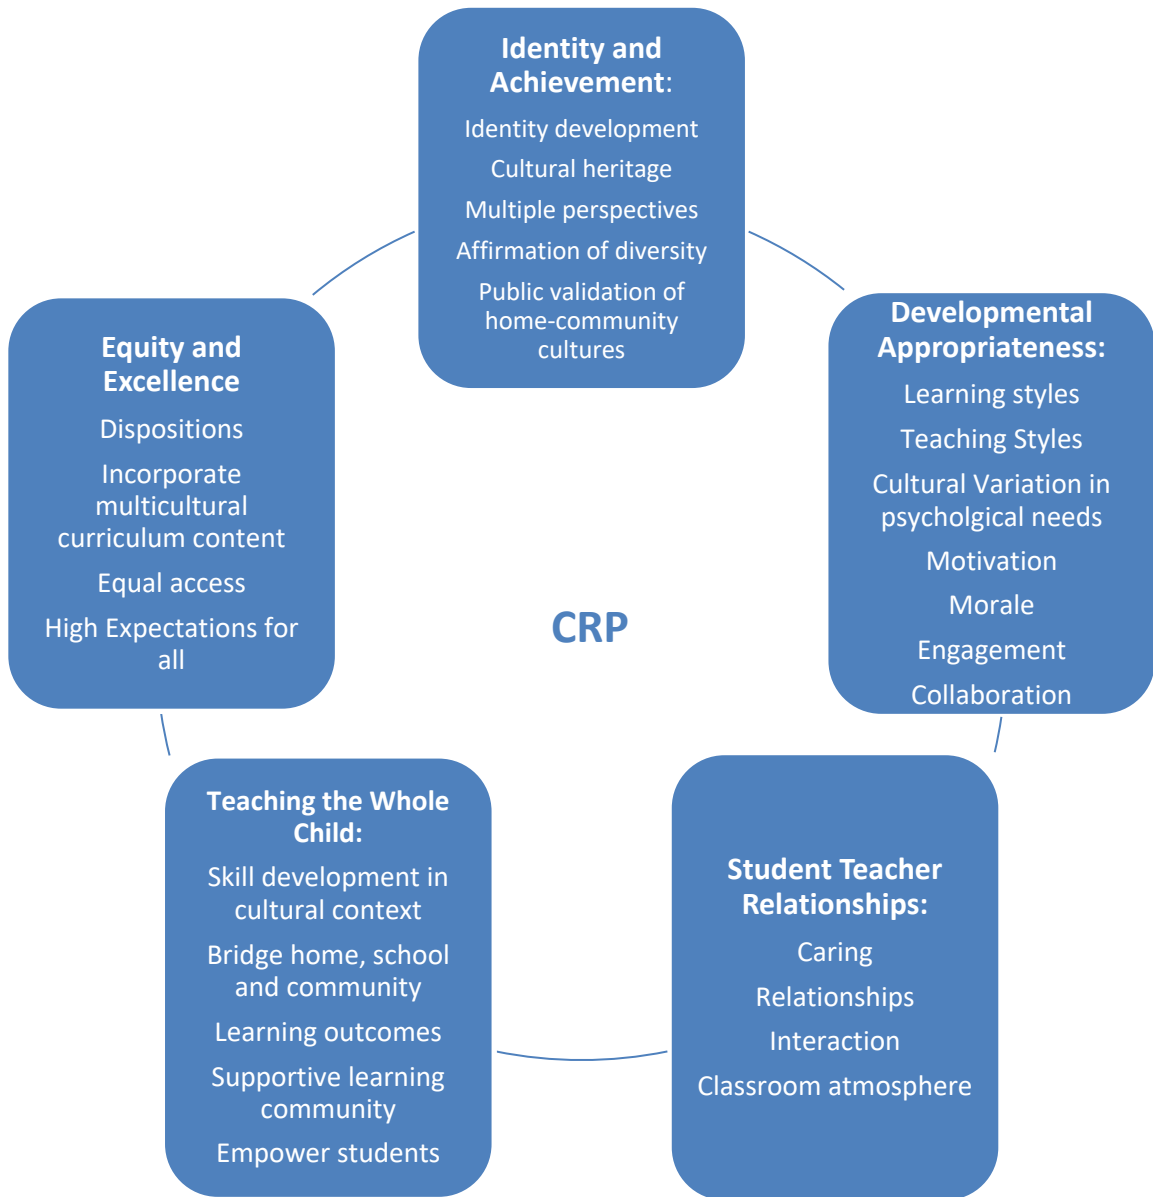 Identity and
Achievement:
Identity development
Cultural heritage
Multiple perspectives
Affirmation of diversity
Public validation of
home-community
cultures
Developmental
Appropriateness:
Learning styles
Teaching Styles
Cultural Variation in
psycholgical needs
Motivation
Morale
Engagement
Collaboration
Student Teacher
Relationships:
Caring
Relationships
Interaction
Classroom atmosphere
Teaching the Whole
Child:
Skill development in
cultural context
Bridge home, school
and community
Learning outcomes
Supportive learning
community
Empower students
Equity and
Excellence
Dispositions
Incorporate
multicultural
curriculum content
Equal access
High Expectations for
all
CRP